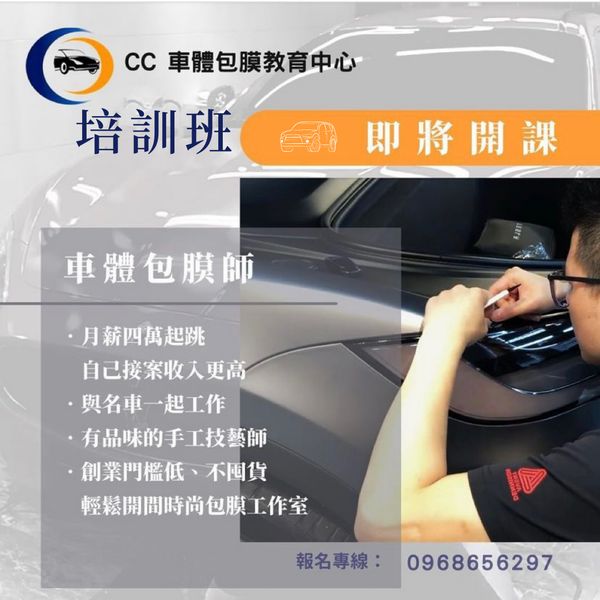 CC 車體包膜教育中心
培訓班
即將開課
車體包膜師
·月薪四萬起跳
自己接案收入更高
·與名車一起工作
·有品味的手工技藝師
·創業門檻低、不囤貨
輕鬆開間時尚包膜工作室
報名專線： 0968656297